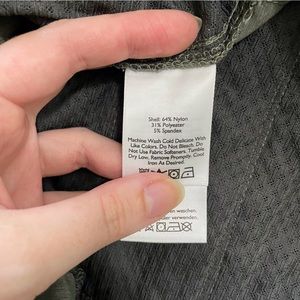 Shell: 64% Nylon
31% Polyester
5% Spandex
Machine Wash Cold Delicate With
Like Colors. Do Not Bleach. Do
Not Use Fabric Softeners. Tumble
Dry Low. Remove Promptly. Cool
Iron As Desired.
waschen.
verwenden.